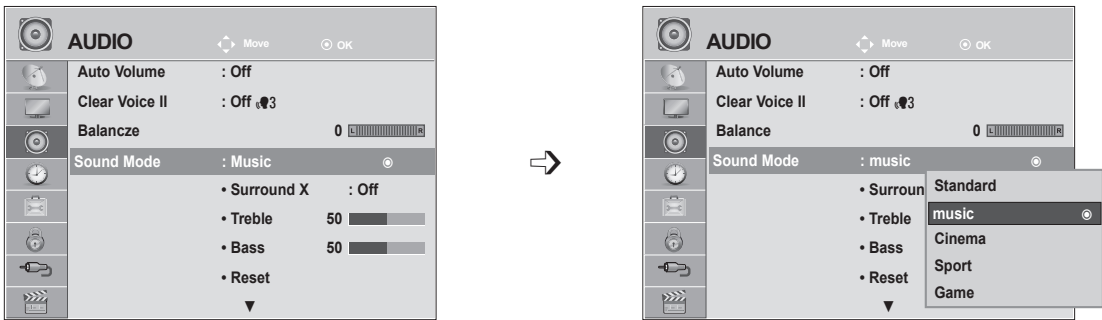 AUDIO Move OK
Auto Volume : Off
Clear Voice II : Off 3
Balancze 0 L R
Sound Mode : Music
• Surround X : Off
• Treble 50
• Bass 50
• Reset
▼
AUDIO Move OK
Auto Volume : Off
Clear Voice II : Off 3
Balance 0 L R
Sound Mode : music
• Surroun
• Treble
• Bass
• Reset
▼
Standard
music
Cinema
Sport
Game